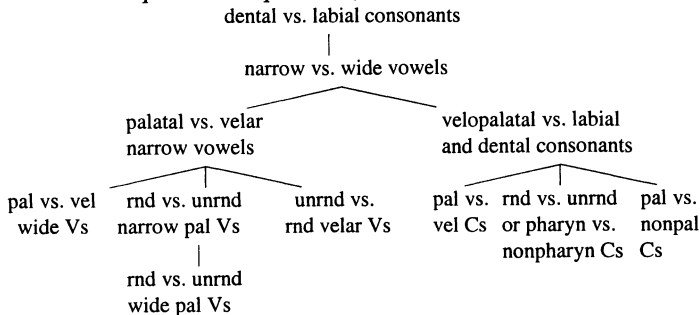 dental vs. labial consonants
narrow vs. wide vowels
palatal vs. velar
narrow vowels
velopalatal vs. labial
and dental consonants
pal vs. vel
wide Vs
rnd vs. unrnd
narrow pal Vs
unrnd vs.
rnd velar Vs
pal vs.
vel Cs
rnd vs. unrnd
or pharyn vs.
nonpharyn Cs
pal vs.
nonpal
Cs
rnd vs. unrnd
wide pal Vs